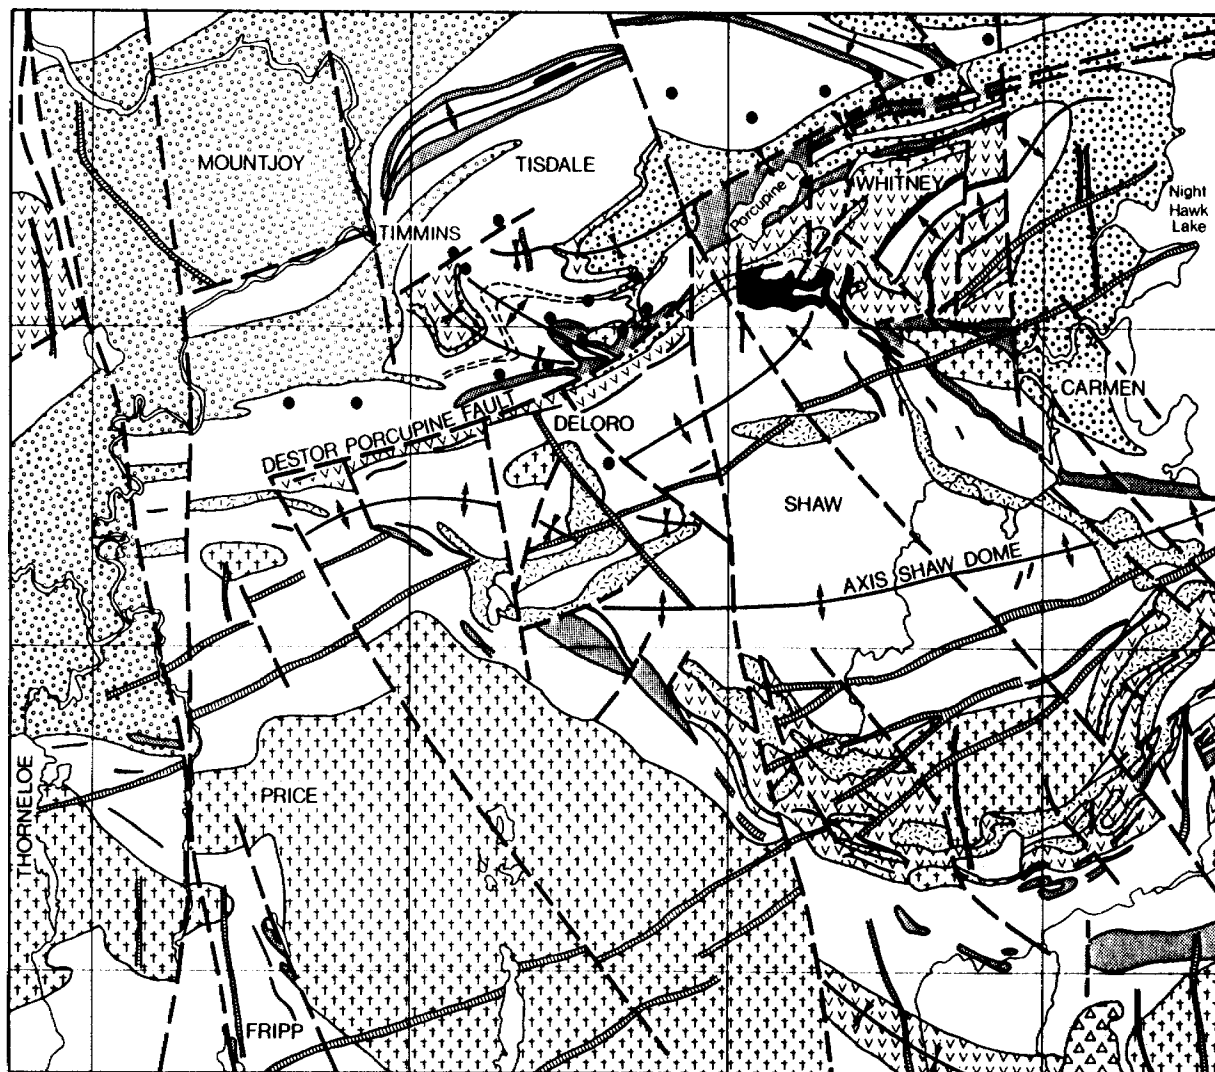 MOUNTJOY
TISDALE
Porcupine L.
WHITNEY
Night
Hawk
Lake
TIMMINS
CARMEN
DESTOR PORCUPINE FAULT
DELORO
SHAW
AXIS SHAW DOME
THORNELOE
PRICE
FRIPP